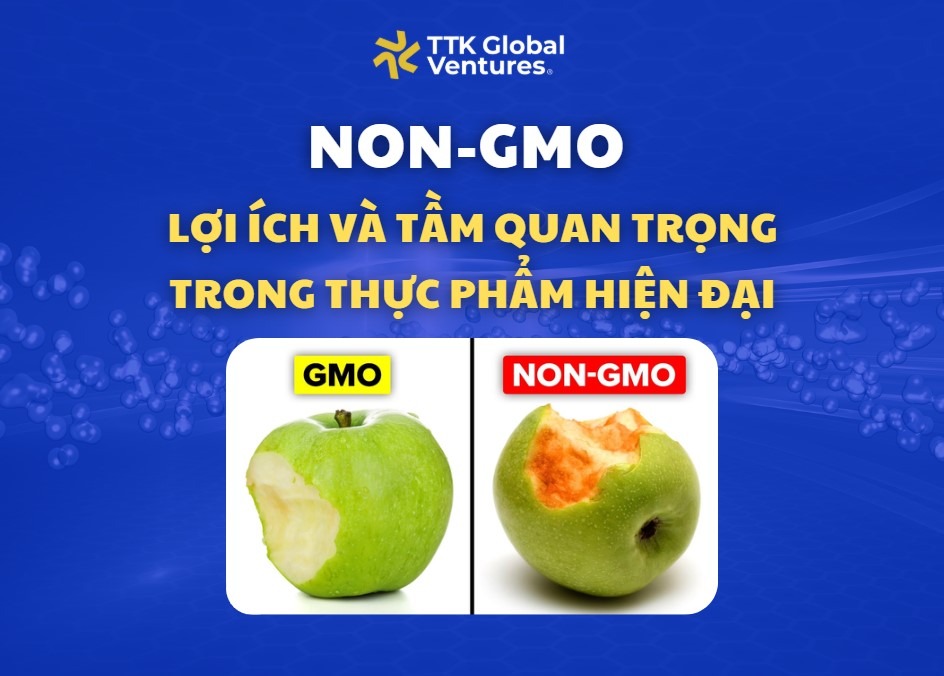 TTK Global
Ventures®
NON-GMO
LỢI ÍCH VÀ TẦM QUAN TRỌNG
TRONG THỰC PHẨM HIỆN ĐẠI
GMO
NON-GMO